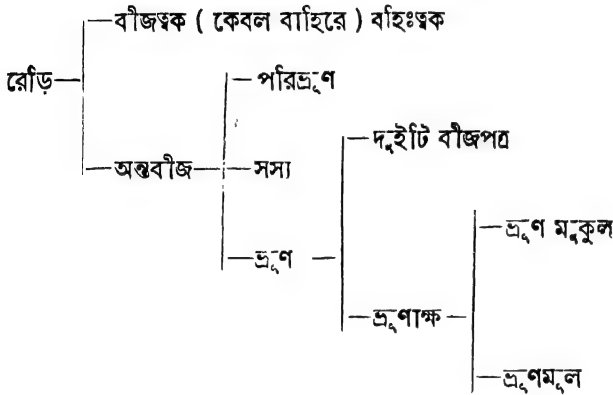 বীজত্বক ( কেবল বাহিরে ) বহিঃত্বক
রেড়ি
পরিভ্রূণ
দুইটি বীজপত্র
অন্তবীজ
সস্য
ভ্রূণ মুকুল
ভ্রূণ
ভ্রূণাক্ষ
ভ্রূণমূল